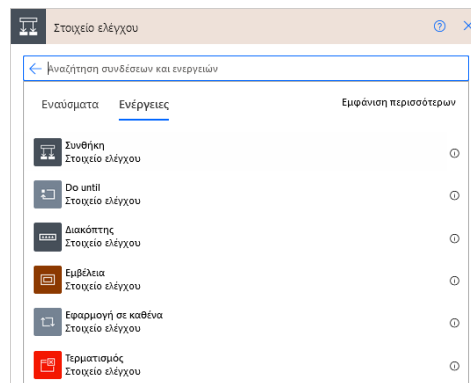 Στοιχείο ελέγχου
Αναζήτηση συνδέσεων και ενεργειών
Εναύσματα Ενέργειες Εμφάνιση περισσότερων
Συνθήκη
Στοιχείο ελέγχου
Do until
Στοιχείο ελέγχου
Διακόπτης
Στοιχείο ελέγχου
Εμβέλεια
Στοιχείο ελέγχου
Εφαρμογή σε καθένα
Στοιχείο ελέγχου
Τερματισμός
Στοιχείο ελέγχου